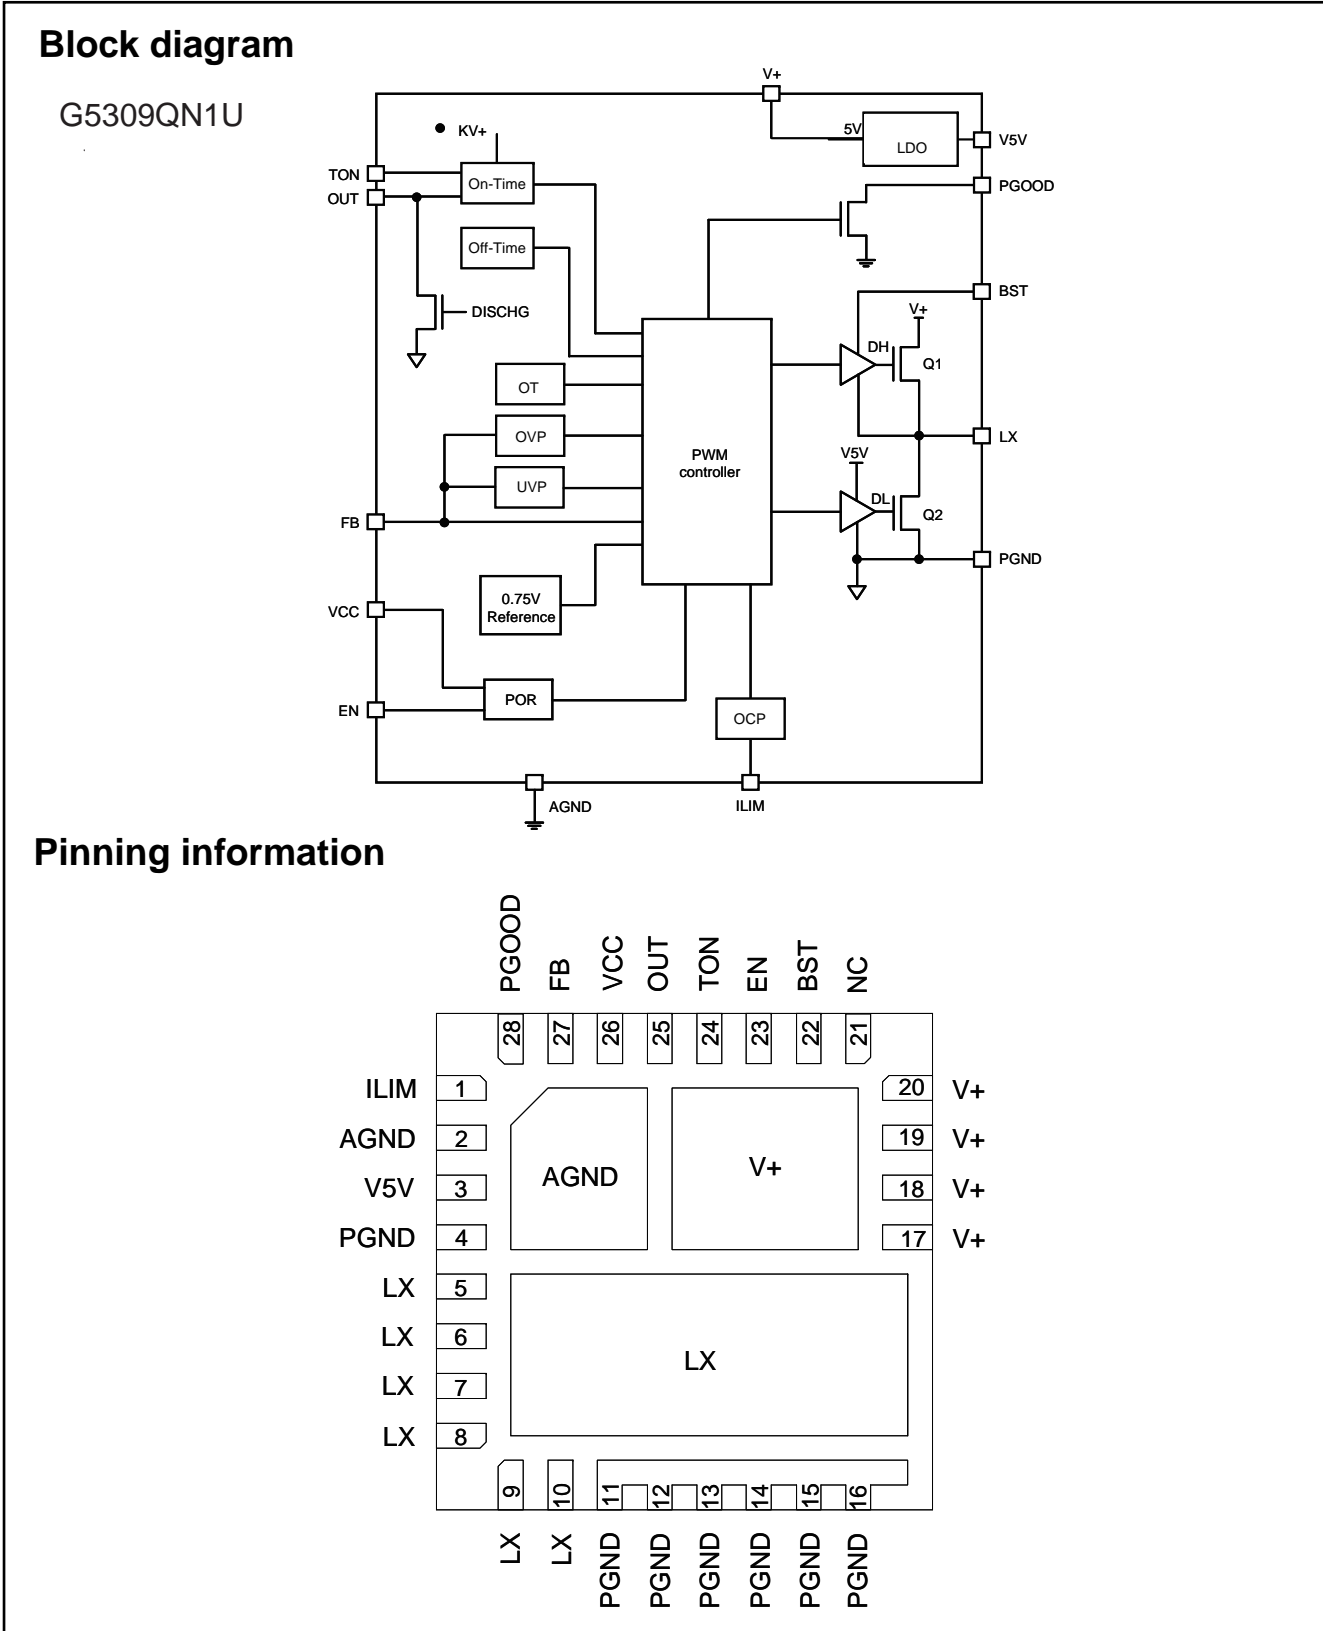 Block diagram
G5309QN1U
V+
• KV+
5V
LDO
V5V
TON
On-Time
PGOOD
OUT
Off-Time
BST
DISCHG
V+
DH
Q1
OT
OVP
LX
PWM
controller
V5V
UVP
DL
Q2
FB
PGND
0.75V
Reference
VCC
POR
EN
OCP
AGND
ILIM
Pinning information
PGOOD
FB
VCC
OUT
TON
EN
BST
NC
28
27
26
25
24
23
22
21
ILIM 1
20 V+
AGND 2
19 V+
V5V 3
18 V+
PGND 4
17 V+
AGND
V+
LX 5
LX 6
LX 7
LX 8
LX
9
10
11
12
13
14
15
16
LX
LX
PGND
PGND
PGND
PGND
PGND
PGND